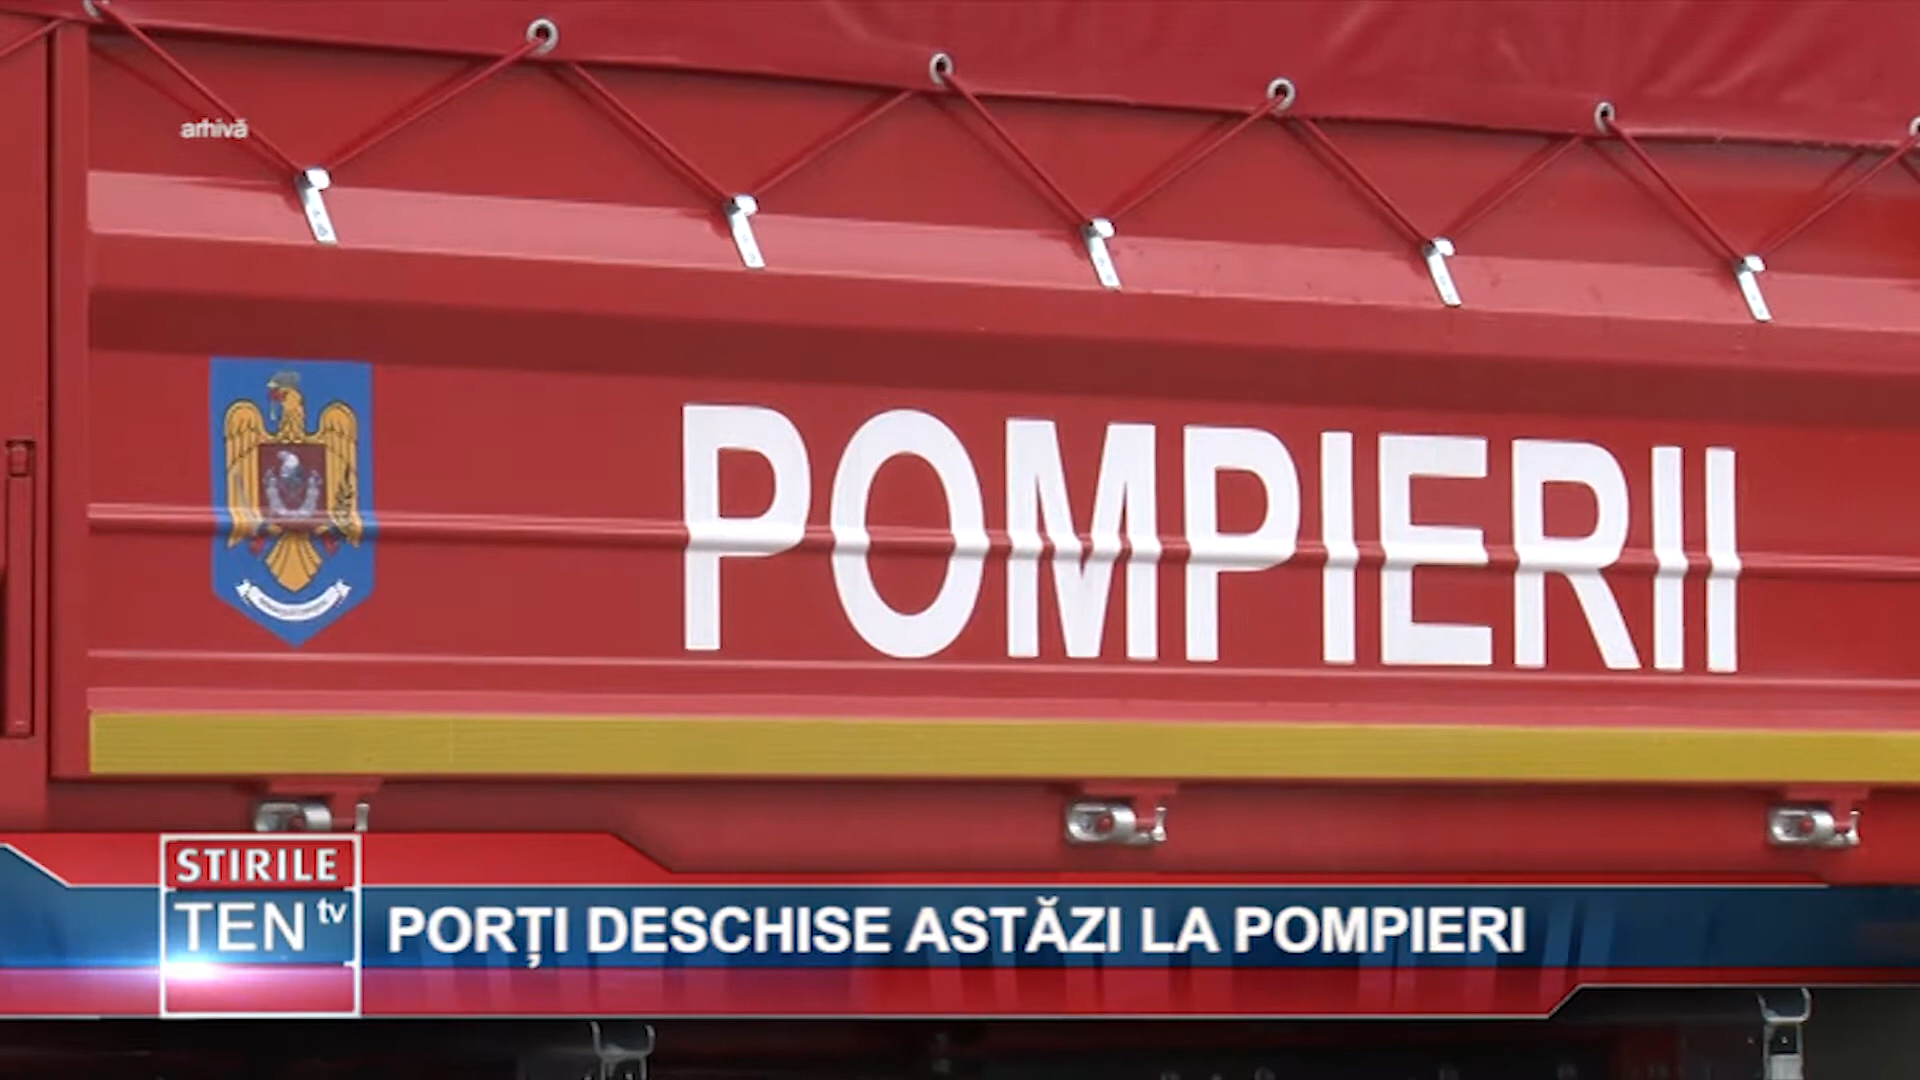 arhivă
POMPIERII
STIRILE
TEN tv
PORȚI DESCHISE ASTĂZI LA POMPIERI